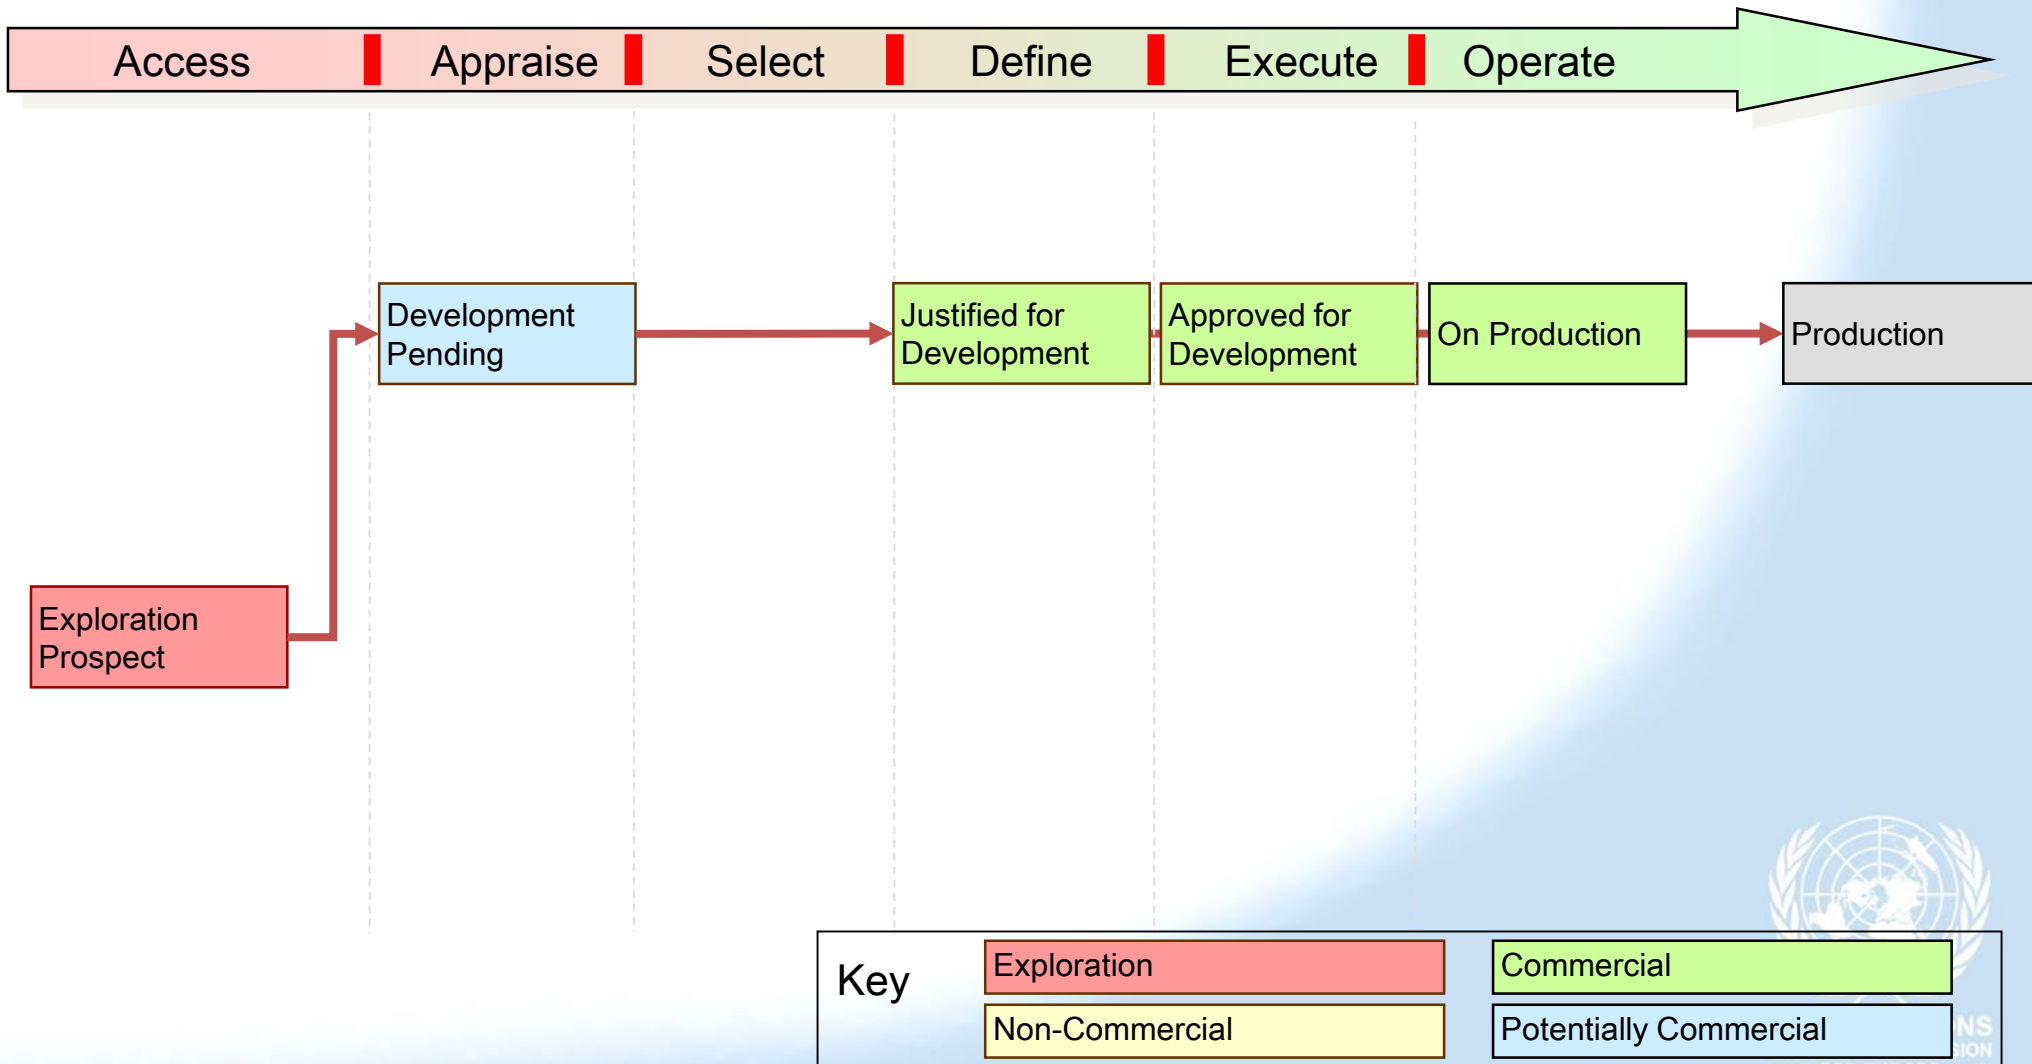 Access Appraise Select Define Execute Operate
Development
Pending
Justified for
Development
Approved for
Development
On Production
Production
Exploration
Prospect
Key
Exploration
Commercial
Non-Commercial
Potentially Commercial